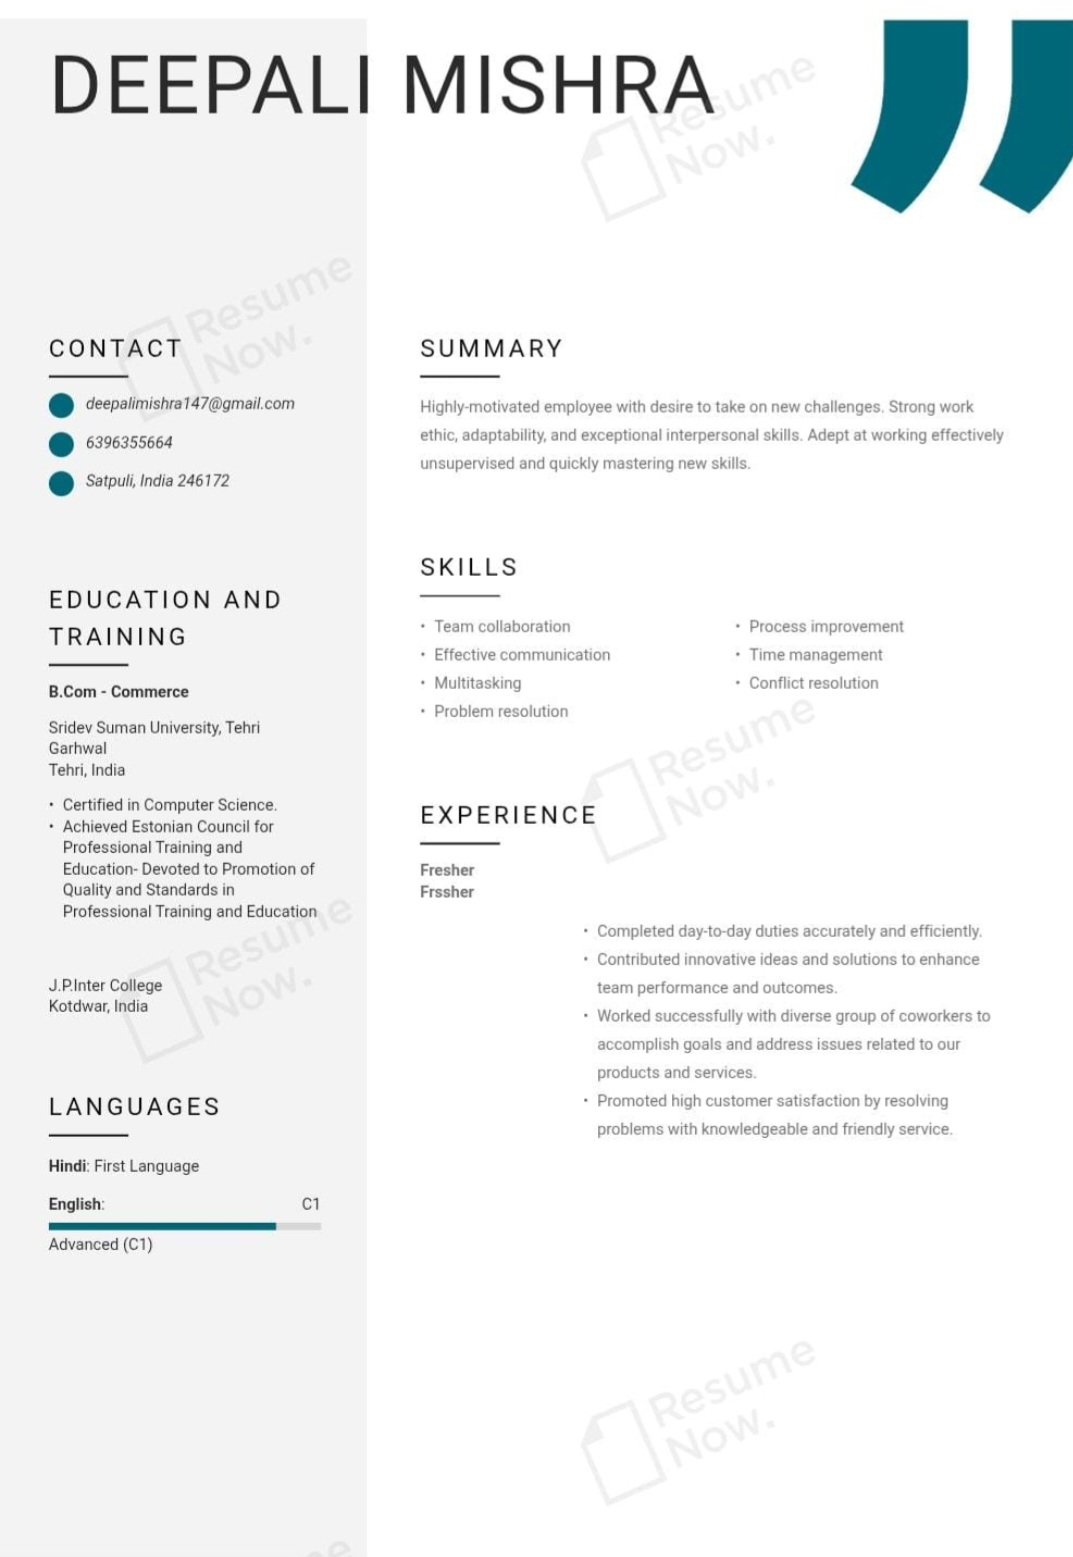 DEEPALI MISHRA
Resume
Now.
Resume
Now.
CONTACT
deepalimishra147@gmail.com
6396355664
Satpuli, India 246172
EDUCATION AND
TRAINING
B.Com - Commerce
Sridev Suman University, Tehri
Garhwal
Tehri, India
• Certified in Computer Science.
• Achieved Estonian Council for
Professional Training and
Education- Devoted to Promotion of
Quality and Standards in
Professional Training and Education
Resume
Now.
J.P.Inter College
Kotdwar, India
LANGUAGES
Hindi: First Language
English: C1
Advanced (C1)
SUMMARY
Highly-motivated employee with desire to take on new challenges. Strong work
ethic, adaptability, and exceptional interpersonal skills. Adept at working effectively
unsupervised and quickly mastering new skills.
SKILLS
• Team collaboration
• Effective communication
• Multitasking
• Problem resolution
• Process improvement
• Time management
• Conflict resolution
Resume
Now.
EXPERIENCE
Fresher
Frssher
• Completed day-to-day duties accurately and efficiently.
• Contributed innovative ideas and solutions to enhance
team performance and outcomes.
• Worked successfully with diverse group of coworkers to
accomplish goals and address issues related to our
products and services.
• Promoted high customer satisfaction by resolving
problems with knowledgeable and friendly service.
Resume
Now.